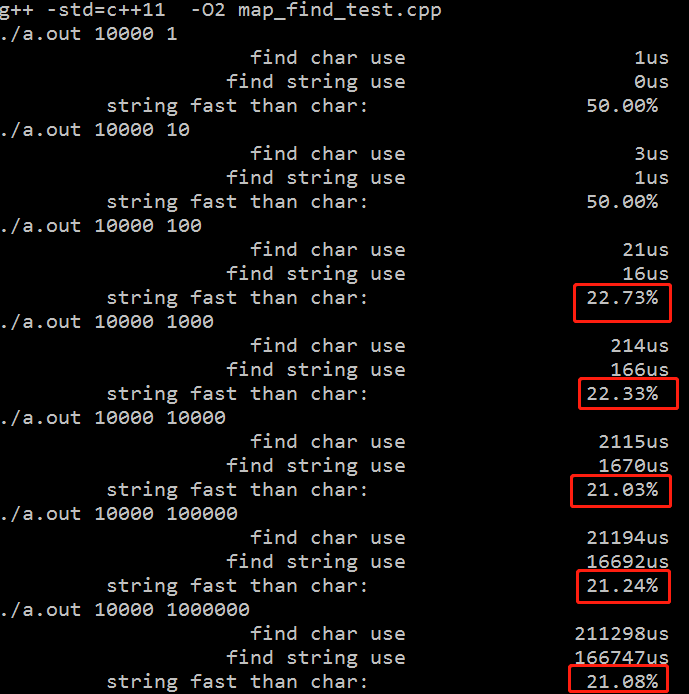 g++ -std=c++11  -O2 map_find_test.cpp
./a.out 10000 1
find char use 1us
find string use 0us
string fast than char: 50.00%
./a.out 10000 10
find char use 3us
find string use 1us
string fast than char: 50.00%
./a.out 10000 100
find char use 21us
find string use 16us
string fast than char: 22.73%
./a.out 10000 1000
find char use 214us
find string use 166us
string fast than char: 22.33%
./a.out 10000 10000
find char use 2115us
find string use 1670us
string fast than char: 21.03%
./a.out 10000 100000
find char use 21194us
find string use 16692us
string fast than char: 21.24%
./a.out 10000 1000000
find char use 211298us
find string use 166747us
string fast than char: 21.08%